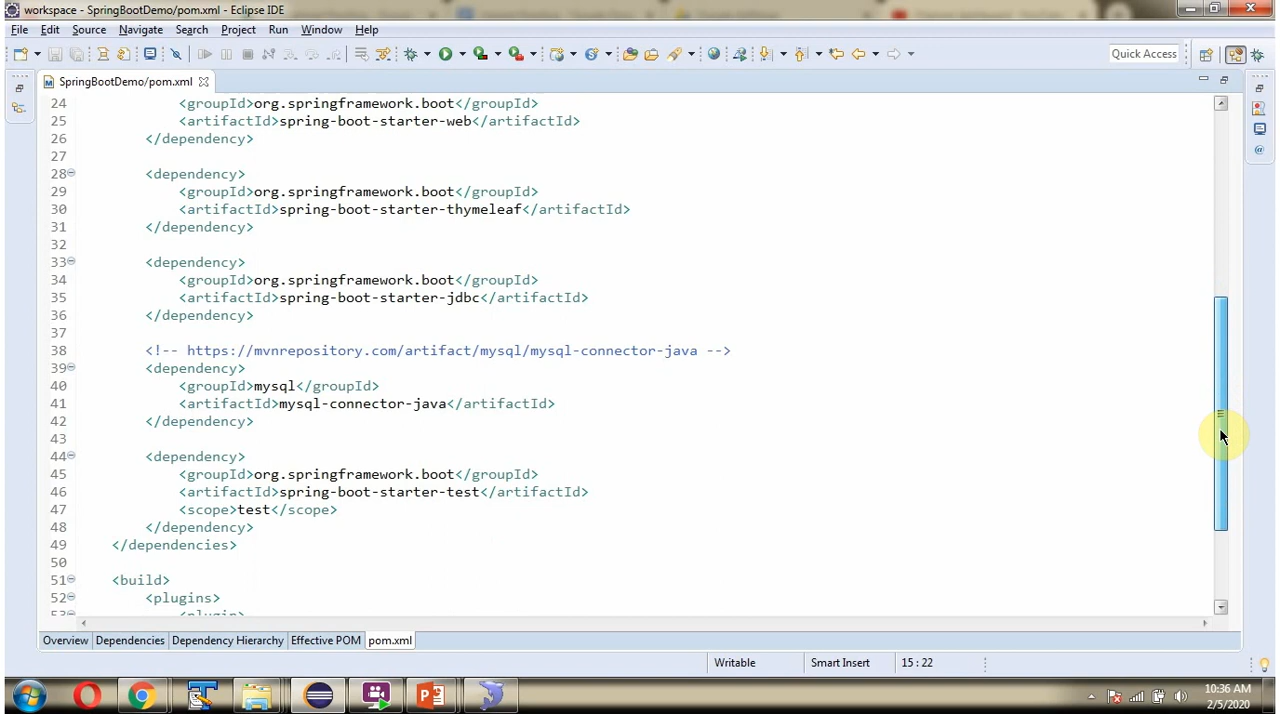 workspace - SpringBootDemo/pom.xml - Eclipse IDE
File Edit Source Navigate Search Project Run Window Help
Quick Access
SpringBootDemo/pom.xml
24 <groupId>org.springframework.boot</groupId>
25 <artifactId>spring-boot-starter-web</artifactId>
26 </dependency>
27
28 <dependency>
29 <groupId>org.springframework.boot</groupId>
30 <artifactId>spring-boot-starter-thymeleaf</artifactId>
31 </dependency>
32
33 <dependency>
34 <groupId>org.springframework.boot</groupId>
35 <artifactId>spring-boot-starter-jdbc</artifactId>
36 </dependency>
37
38 <!-- https://mvnrepository.com/artifact/mysql/mysql-connector-java -->
39 <dependency>
40 <groupId>mysql</groupId>
41 <artifactId>mysql-connector-java</artifactId>
42 </dependency>
43
44 <dependency>
45 <groupId>org.springframework.boot</groupId>
46 <artifactId>spring-boot-starter-test</artifactId>
47 <scope>test</scope>
48 </dependency>
49 </dependencies>
50
51 <build>
52 <plugins>
53 <plugin>
Overview Dependencies Dependency Hierarchy Effective POM pom.xml
Writable Smart Insert 15 : 22
10:36 AM
2/5/2020